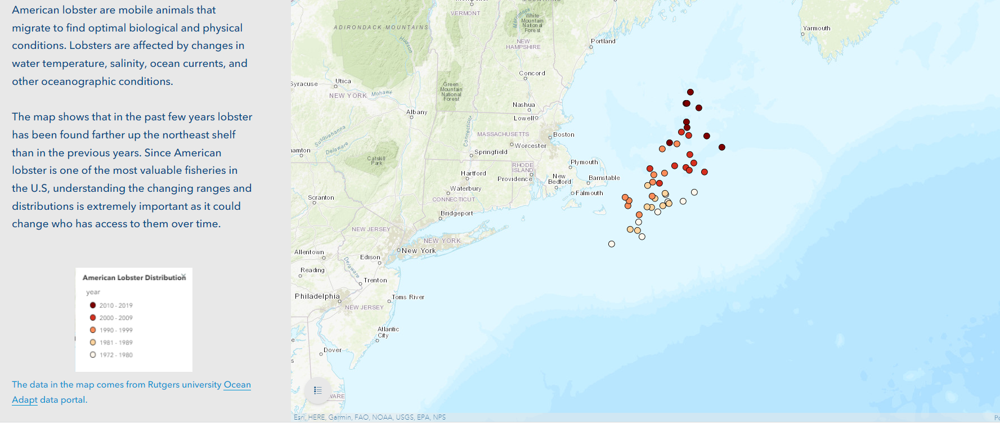 American lobster are mobile animals that
migrate to find optimal biological and physical
conditions. Lobsters are affected by changes in
water temperature, salinity, ocean currents, and
other oceanographic conditions.
The map shows that in the past few years lobster
has been found farther up the northeast shelf
than in the previous years. Since American
lobster is one of the most valuable fisheries in
the U.S, understanding the changing ranges and
distributions is extremely important as it could
change who has access to them over time.
American Lobster Distribution
year
2010 - 2019
2000 - 2009
1990 - 1999
1981 - 1989
1972 - 1980
The data in the map comes from Rutgers university Ocean
Adapt data portal.
VERMONT
ADIRONDACK MOUNTAINS
Hudson
Merrimack
White
Mountain
National
Forest
NEW
HAMPSHIRE
Portland
Yarmouth
Concord
Syracuse
Utica
NEW YORK
Mohawk
Green
Mountain
National
Forest
Nashua
Albany
Lowell
Connecticut
Susquehanna
Delaware
MASSACHUSETTS
Boston
Worcester
Springfield
hamton
Catskill
Park
Plymouth
RHODE
ISLAND
Hartford
Providence
New
Bedford
Barnstable
Falmouth
Waterbury
CONNECTICUT
Scranton
Bridgeport
NEW JERSEY
NEW YORK
New York
Allentown
Edison
Delaware
Reading
Trenton
Philadelphia
Toms River
NEW JERSEY
Atlantic
City
Dover
WARE
Esri, HERE, Garmin, FAO, NOAA, USGS, EPA, NPS